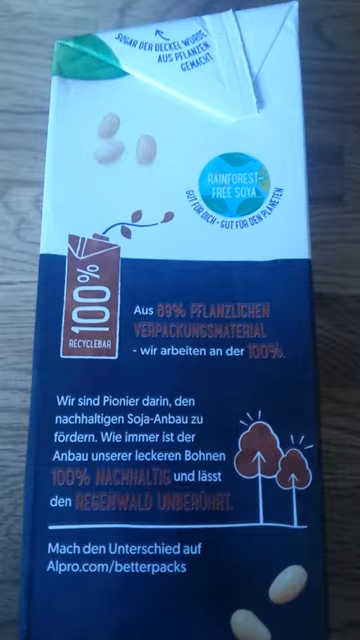 SOGAR DER DECKEL WURDE
AUS PFLANZEN
GEMACHT
RAINFOREST-
FREE SOYA
GUT FÜR DICH · GUT FÜR DEN PLANETEN
100%
RECYCLEBAR
Aus 89% PFLANZLICHEN
VERPACKUNGSMATERIAL
- wir arbeiten an der 100%.
Wir sind Pionier darin, den
nachhaltigen Soja-Anbau zu
fördern. Wie immer ist der
Anbau unserer leckeren Bohnen
100% NACHHALTIG und lässt
den REGENWALD UNBERÜHRT.
Mach den Unterschied auf
Alpro.com/betterpacks